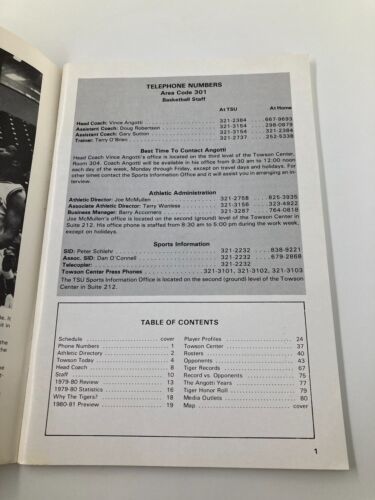 TELEPHONE NUMBERS
Area Code 301
Basketball Staff
At TSU At Home
Head Coach: Vince Angotti 321-2384 667-9693
Assistant Coach: Doug Robertson 321-3154 298-0679
Assistant Coach: Gary Sutton 321-3154 321-2384
Trainer: Terry O'Brien 321-2737 252-5338
Best Time To Contact Angotti
Head Coach Vince Angotti's office is located on the third level of the Towson Center,
Room 304. Coach Angotti will be available in his office from 9:30 am to 12:00 noon
each day of the week, Monday through Friday, except on travel days and holidays. For
other times contact the Sports Information Office and it will assist you in arranging an in-
terview.
Athletic Administration
Athletic Director: Joe McMullen 321-2758 825-3935
Associate Athletic Director: Terry Wanless 321-3156 323-4922
Business Manager: Barry Accornero 321-3287 764-0818
Joe McMullen's office is located on the second (ground) level of the Towson Center in
Suite 212. His office phone is staffed from 8:30 am to 5:00 pm during the work week,
except on holidays.
Sports Information
SID: Peter Schlehr 321-2232 838-9221
Assoc. SID: Dan O'Connell 321-2232 679-2868
Telecopier: 321-2232
Towson Center Press Phones 321-3101, 321-3102, 321-3103
The TSU Sports Information Office is located on the second (ground) level of the Towson
Center in Suite 212.
TABLE OF CONTENTS
Schedule cover
Phone Numbers 1
Athletic Directory 2
Towson Today 4
Head Coach 8
Staff 10
1979-80 Review 13
1979-80 Statistics 16
Why The Tigers? 18
1980-81 Preview 19
Player Profiles 24
Towson Center 37
Rosters 40
Opponents 43
Tiger Records 67
Record vs. Opponents 75
The Angotti Years 77
Tiger Honor Roll 79
Media Outlets 80
Map cover
1